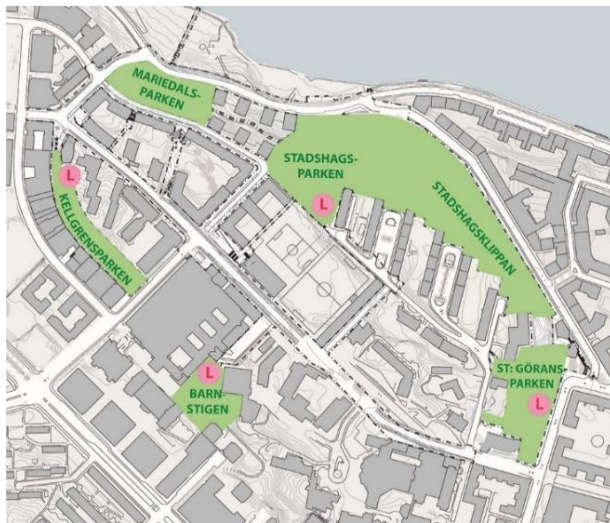 MARIEDALS-
PARKEN
STADSHAGS-
PARKEN
L
STADSHAGSKLIPPAN
L
KELLGRENSPARKEN
ST: GÖRANS-
PARKEN
L
L
BARN-
STIGEN